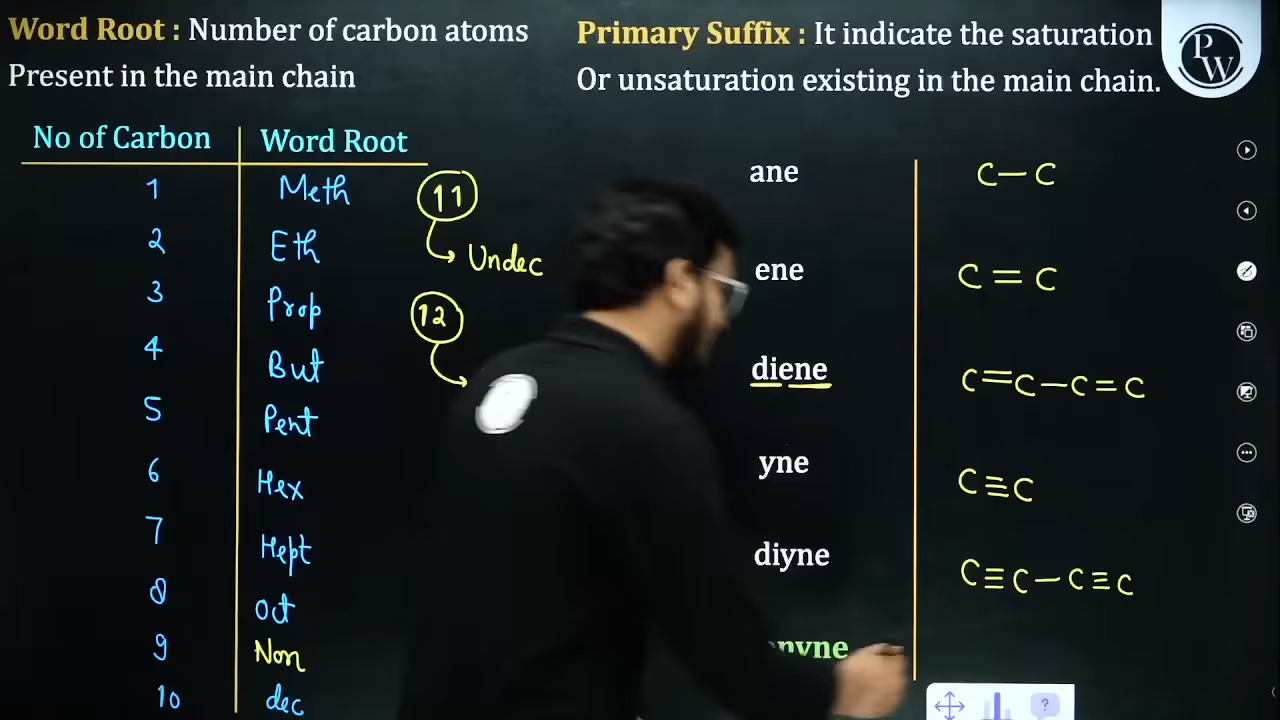 Word Root : Number of carbon atoms
Present in the main chain
No of Carbon Word Root
1 Meth
2 Eth
3 Prop
4 But
5 Pent
6 Hex
7 Hept
8 Oct
9 Non
10 dec
11
Undec
12
Primary Suffix : It indicate the saturation
Or unsaturation existing in the main chain.
ane C-C
ene C=C
diene C=C-C=C
yne C≡C
diyne C≡C-C≡C
PW
?